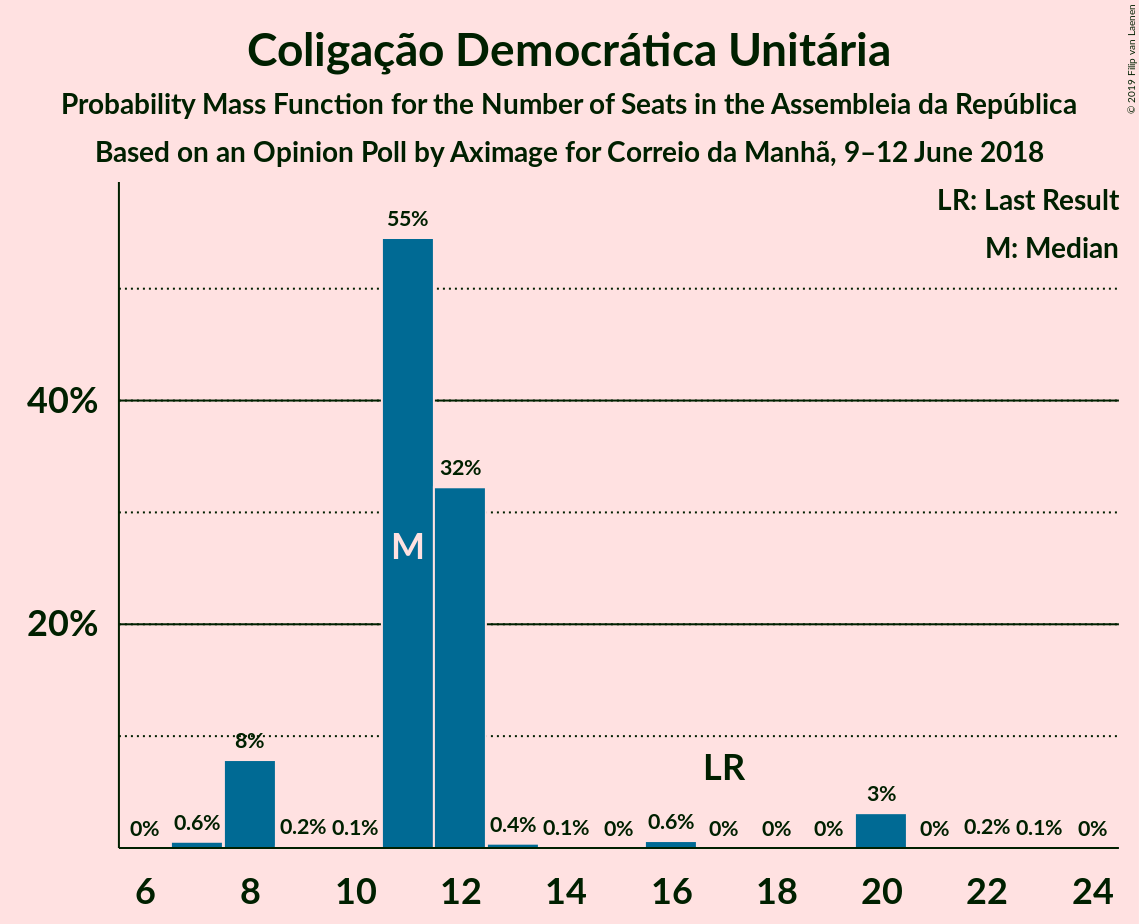 Coligação Democrática Unitária
Probability Mass Function for the Number of Seats in the Assembleia da República
Based on an Opinion Poll by Aximage for Correio da Manhã, 9–12 June 2018
© 2019 Filip van Laenen
LR: Last Result
M: Median
55%
40%
32%
M
20%
8%
LR
3%
0% 0.6% 0.2% 0.1% 0.4% 0.1% 0% 0.6% 0% 0% 0% 0% 0.2% 0.1% 0%
6 8 10 12 14 16 18 20 22 24